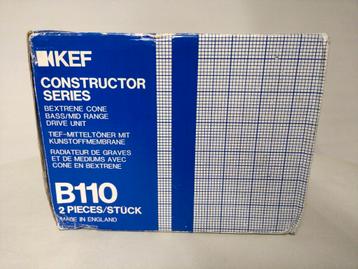 KEF
CONSTRUCTOR
SERIES
BEXTRENE CONE
BASS/MID RANGE
DRIVE UNIT
TIEF-MITTELTÖNER MIT
KUNSTOFFMEMBRANE
RADIATEUR DE GRAVES
ET DE MEDIUMS AVEC
CONE EN BEXTRENE
B110
2 PIECES/STÜCK
MADE IN ENGLAND